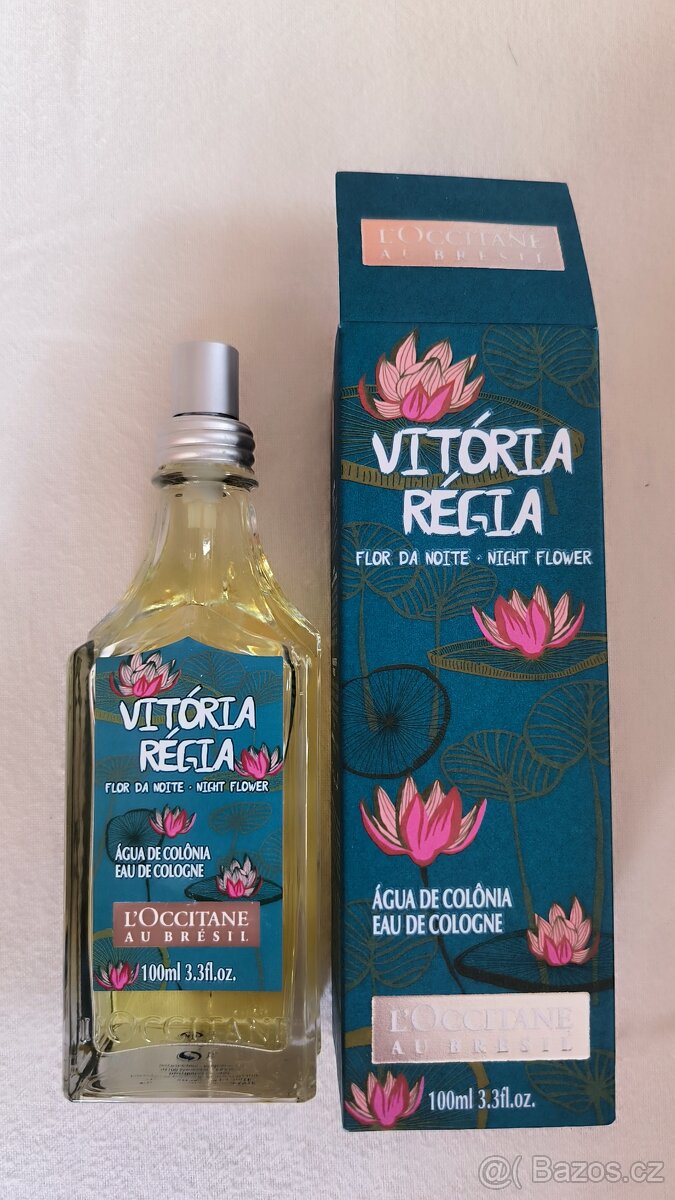 L'OCCITANE
AU BRÉSIL
VITÓRIA
RÉGIA
FLOR DA NOITE · NIGHT FLOWER
ÁGUA DE COLÔNIA
EAU DE COLOGNE
L'OCCITANE
AU BRÉSIL
100ml 3.3fl.oz.
VITÓRIA
RÉGIA
FLOR DA NOITE · NIGHT FLOWER
ÁGUA DE COLÔNIA
EAU DE COLOGNE
L'OCCITANE
AU BRÉSIL
100ml 3.3fl.oz.
L'OCCITANE
@( Bazos.cz